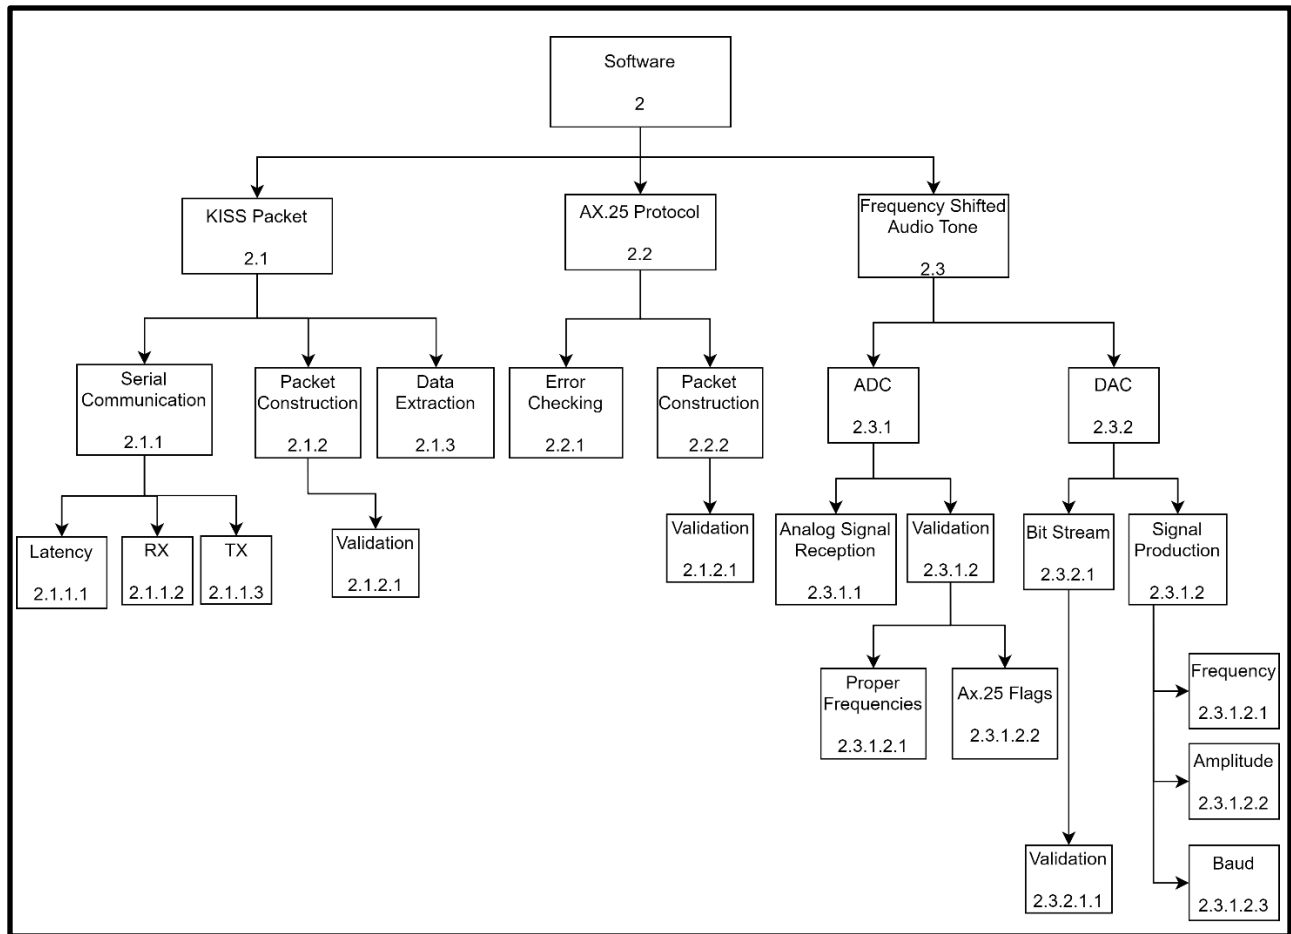 Software
2
KISS Packet
2.1
AX.25 Protocol
2.2
Frequency Shifted
Audio Tone
2.3
Serial
Communication
2.1.1
Packet
Construction
2.1.2
Data
Extraction
2.1.3
Error
Checking
2.2.1
Packet
Construction
2.2.2
ADC
2.3.1
DAC
2.3.2
Latency
2.1.1.1
RX
2.1.1.2
TX
2.1.1.3
Validation
2.1.2.1
Validation
2.1.2.1
Analog Signal
Reception
2.3.1.1
Validation
2.3.1.2
Bit Stream
2.3.2.1
Signal
Production
2.3.1.2
Proper
Frequencies
2.3.1.2.1
Ax.25 Flags
2.3.1.2.2
Frequency
2.3.1.2.1
Amplitude
2.3.1.2.2
Validation
2.3.2.1.1
Baud
2.3.1.2.3